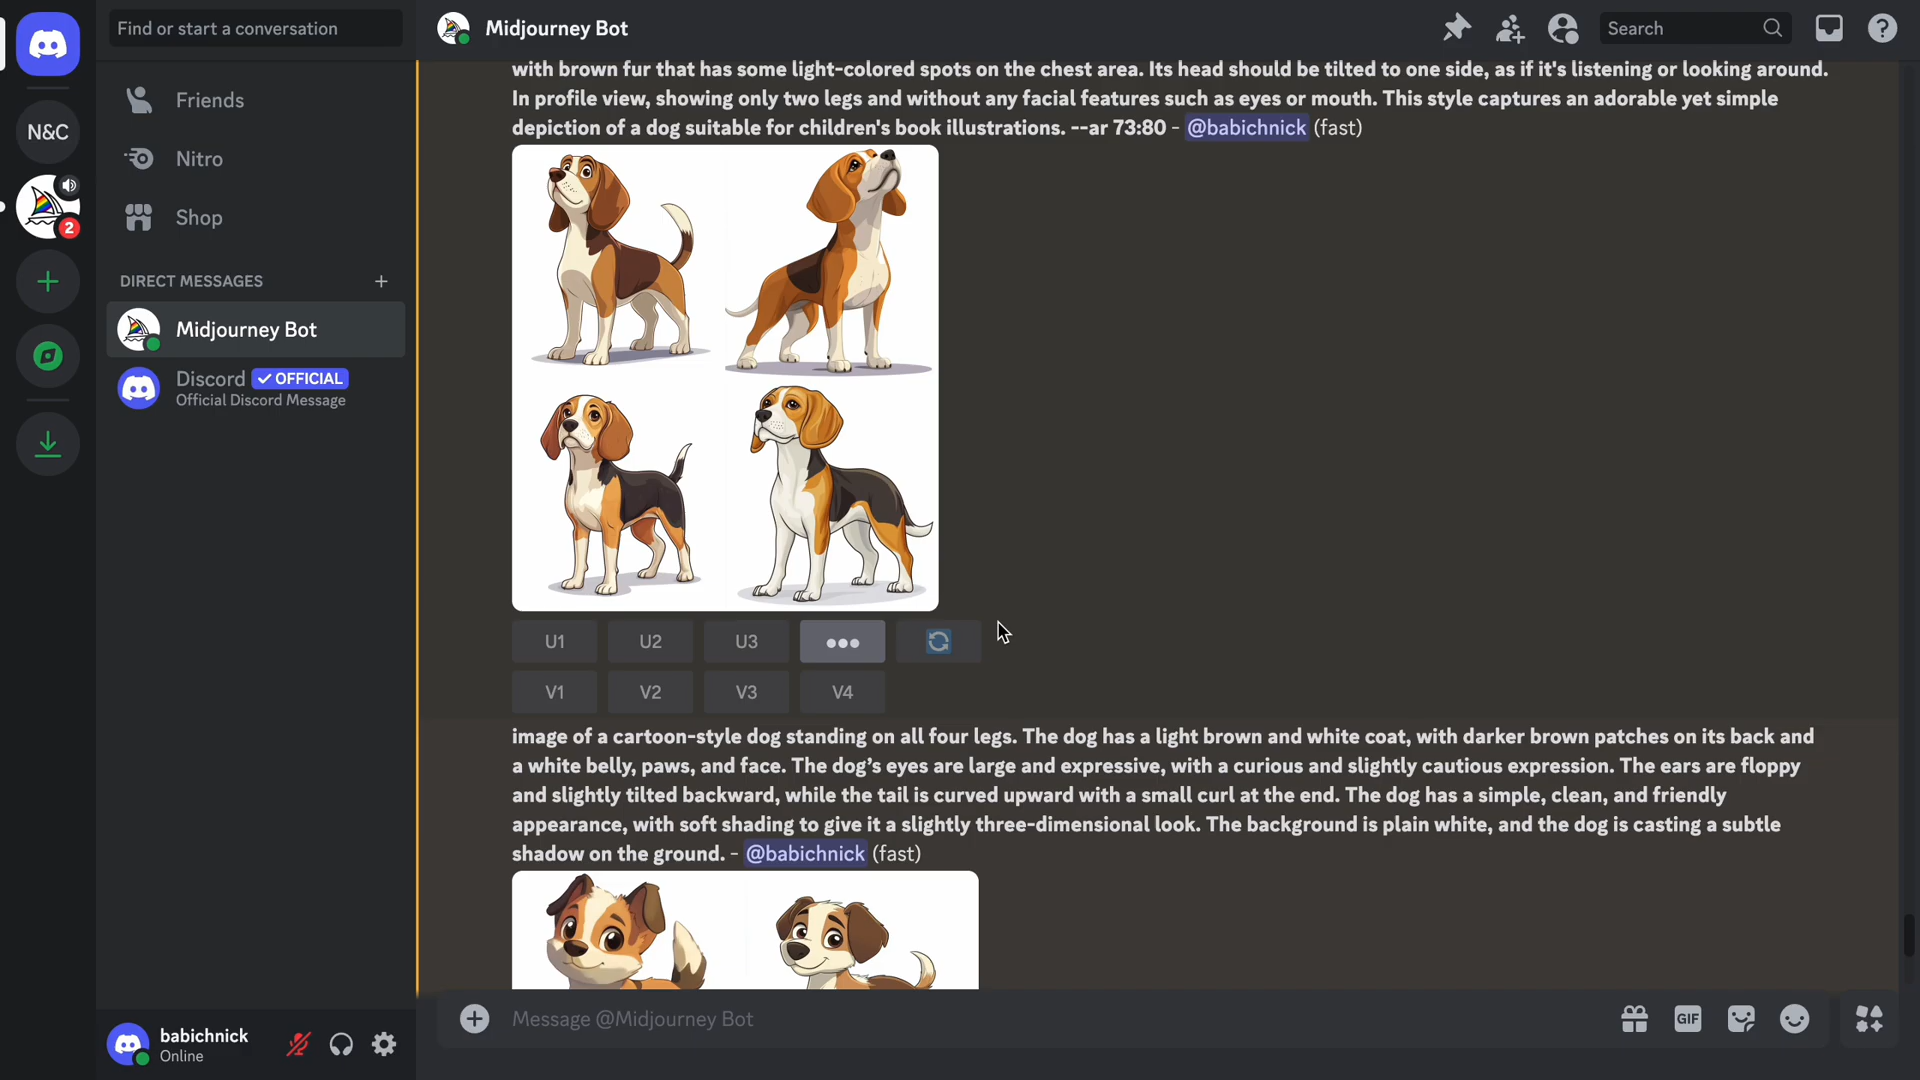 Find or start a conversation
Midjourney Bot
Search
N&C
2
Friends
Nitro
Shop
DIRECT MESSAGES
Midjourney Bot
Discord OFFICIAL
Official Discord Message
with brown fur that has some light-colored spots on the chest area. Its head should be tilted to one side, as if it's listening or looking around.
In profile view, showing only two legs and without any facial features such as eyes or mouth. This style captures an adorable yet simple
depiction of a dog suitable for children's book illustrations. --ar 73:80 - @babichnick (fast)
U1 U2 U3
V1 V2 V3 V4
image of a cartoon-style dog standing on all four legs. The dog has a light brown and white coat, with darker brown patches on its back and
a white belly, paws, and face. The dog’s eyes are large and expressive, with a curious and slightly cautious expression. The ears are floppy
and slightly tilted backward, while the tail is curved upward with a small curl at the end. The dog has a simple, clean, and friendly
appearance, with soft shading to give it a slightly three-dimensional look. The background is plain white, and the dog is casting a subtle
shadow on the ground. - @babichnick (fast)
Message @Midjourney Bot
GIF
babichnick
Online